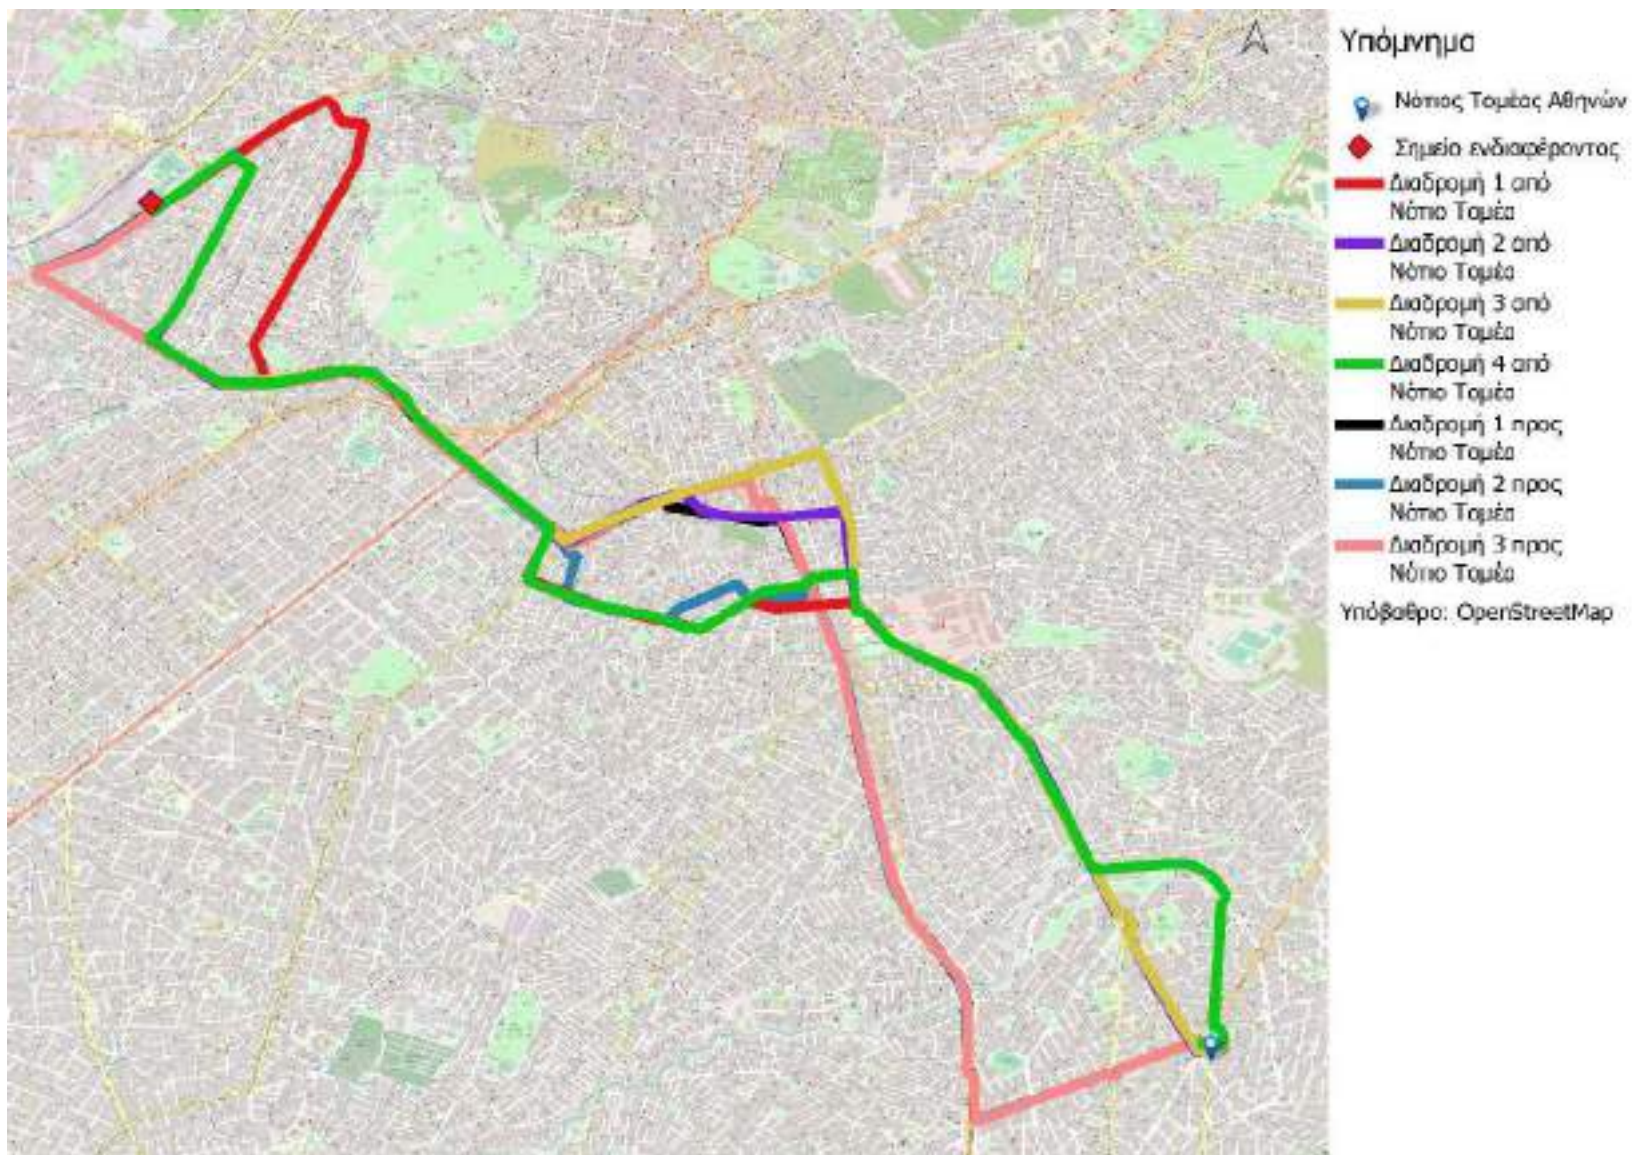 Υπόμνημα
Νότιος Τομέας Αθηνών
Σημείο ενδιαφέροντος
Διαδρομή 1 από
Νότιο Τομέα
Διαδρομή 2 από
Νότιο Τομέα
Διαδρομή 3 από
Νότιο Τομέα
Διαδρομή 4 από
Νότιο Τομέα
Διαδρομή 1 προς
Νότιο Τομέα
Διαδρομή 2 προς
Νότιο Τομέα
Διαδρομή 3 προς
Νότιο Τομέα
Υπόβαθρο: OpenStreetMap